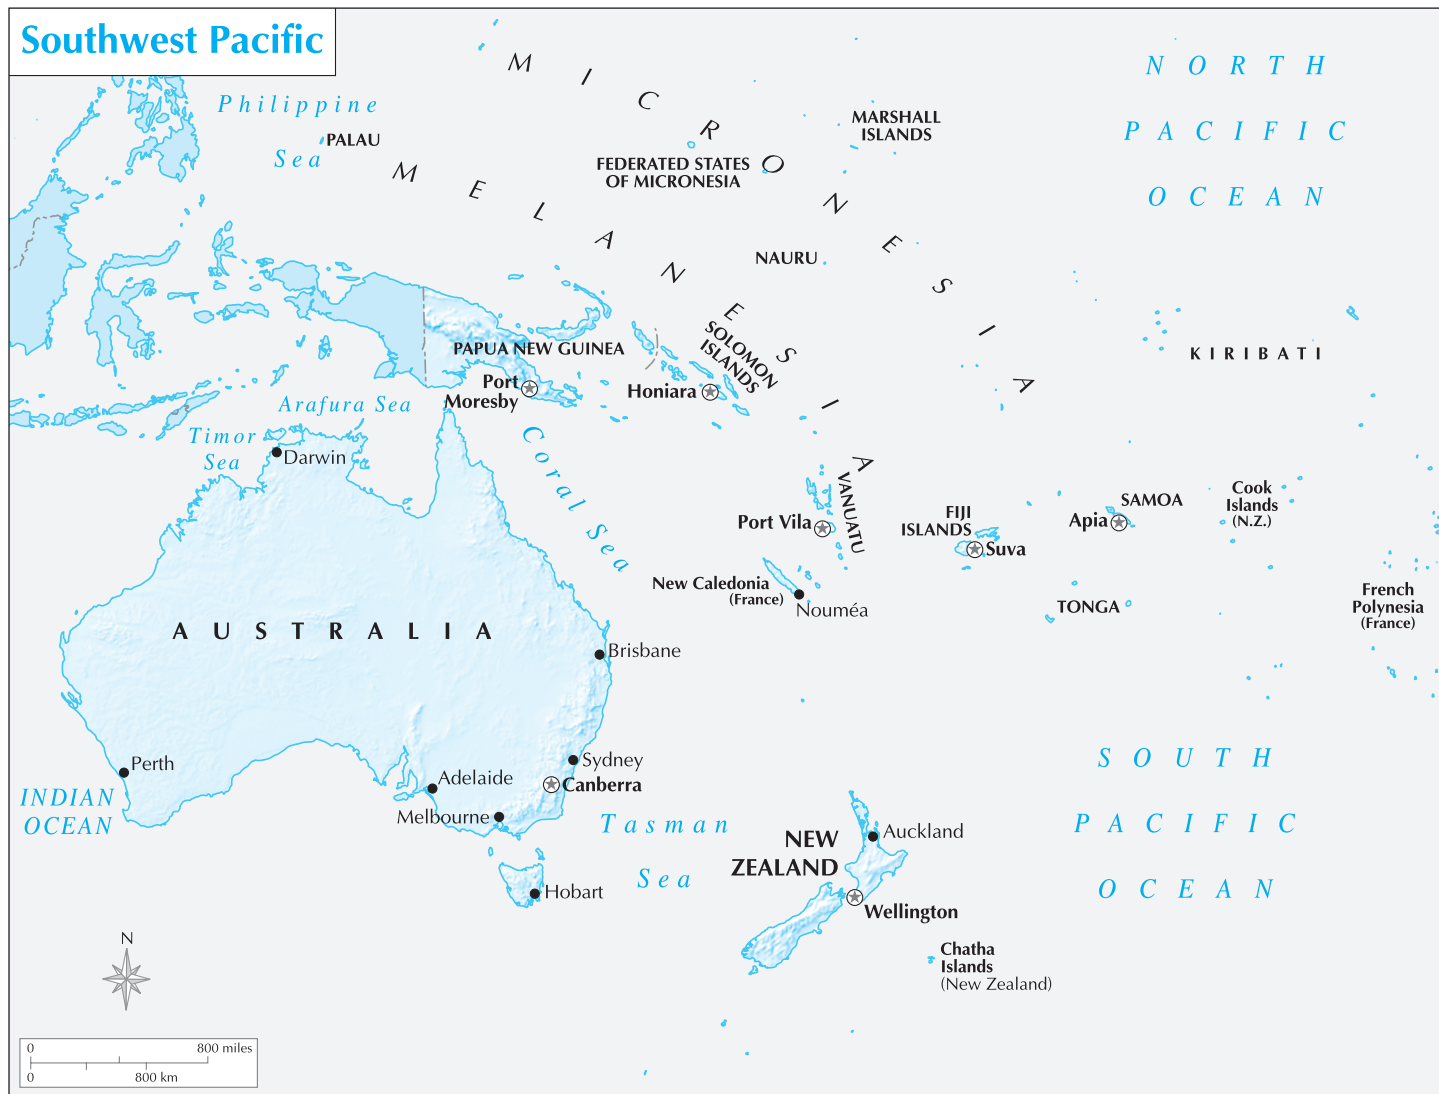 Southwest Pacific
Philippine
Sea
PALAU
MICRONESIA
MELANESIA
FEDERATED STATES
OF MICRONESIA
MARSHALL
ISLANDS
NORTH
PACIFIC
OCEAN
NAURU
KIRIBATI
SOLOMON
ISLANDS
PAPUA NEW GUINEA
Port
Moresby
Honiara
Arafura Sea
Timor
Sea
Darwin
Coral Sea
VANUATU
Port Vila
FIJI
ISLANDS
Suva
SAMOA
Apia
Cook
Islands
(N.Z.)
New Caledonia
(France)
Nouméa
TONGA
French
Polynesia
(France)
AUSTRALIA
Brisbane
Perth
INDIAN
OCEAN
Adelaide
Sydney
Canberra
Melbourne
Tasman
Sea
Hobart
SOUTH
PACIFIC
OCEAN
NEW
ZEALAND
Auckland
Wellington
Chatha
Islands
(New Zealand)
N
0 800 miles
0 800 km